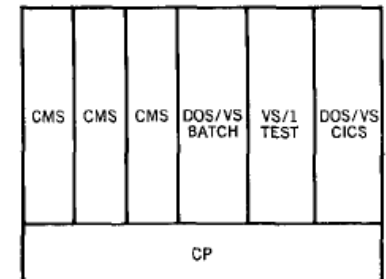 CMS
CMS
CMS
DOS/VS
BATCH
VS/1
TEST
DOS/VS
CICS
CP